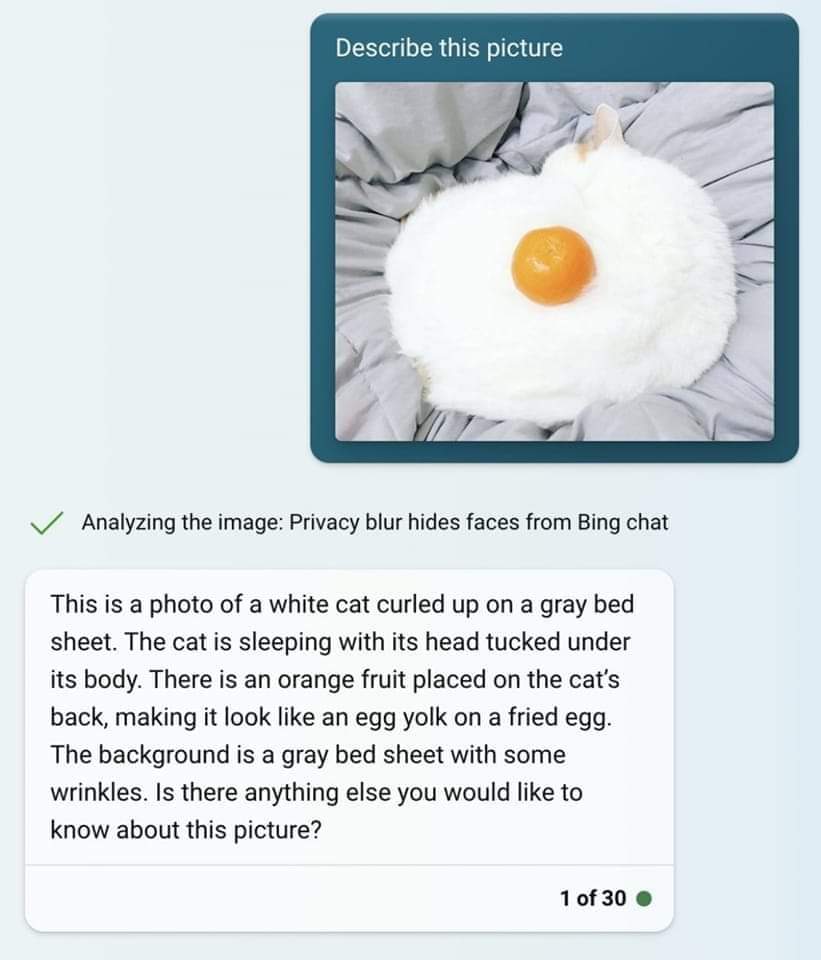 Describe this picture
Analyzing the image: Privacy blur hides faces from Bing chat
This is a photo of a white cat curled up on a gray bed
sheet. The cat is sleeping with its head tucked under
its body. There is an orange fruit placed on the cat’s
back, making it look like an egg yolk on a fried egg.
The background is a gray bed sheet with some
wrinkles. Is there anything else you would like to
know about this picture?
1 of 30